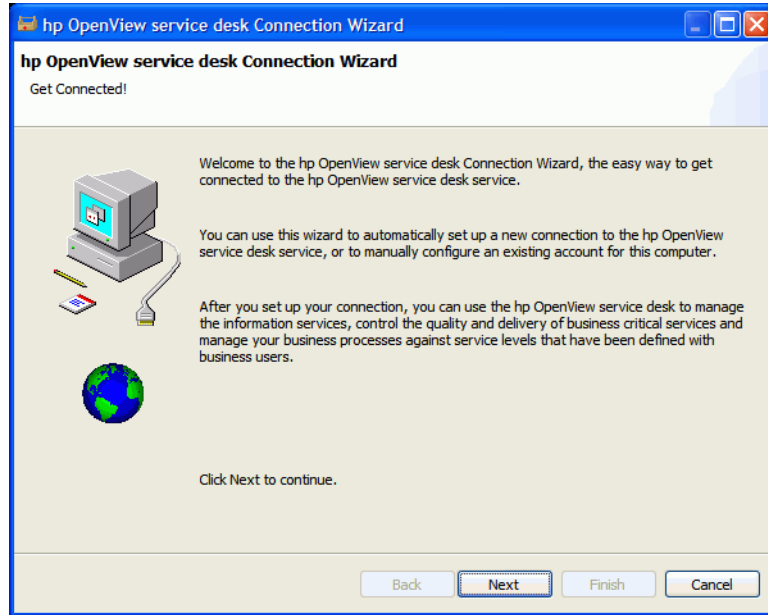 hp OpenView service desk Connection Wizard
hp OpenView service desk Connection Wizard
Get Connected!
Welcome to the hp OpenView service desk Connection Wizard, the easy way to get
connected to the hp OpenView service desk service.
You can use this wizard to automatically set up a new connection to the hp OpenView
service desk service, or to manually configure an existing account for this computer.
After you set up your connection, you can use the hp OpenView service desk to manage
the information services, control the quality and delivery of business critical services and
manage your business processes against service levels that have been defined with
business users.
Click Next to continue.
Back Next Finish Cancel